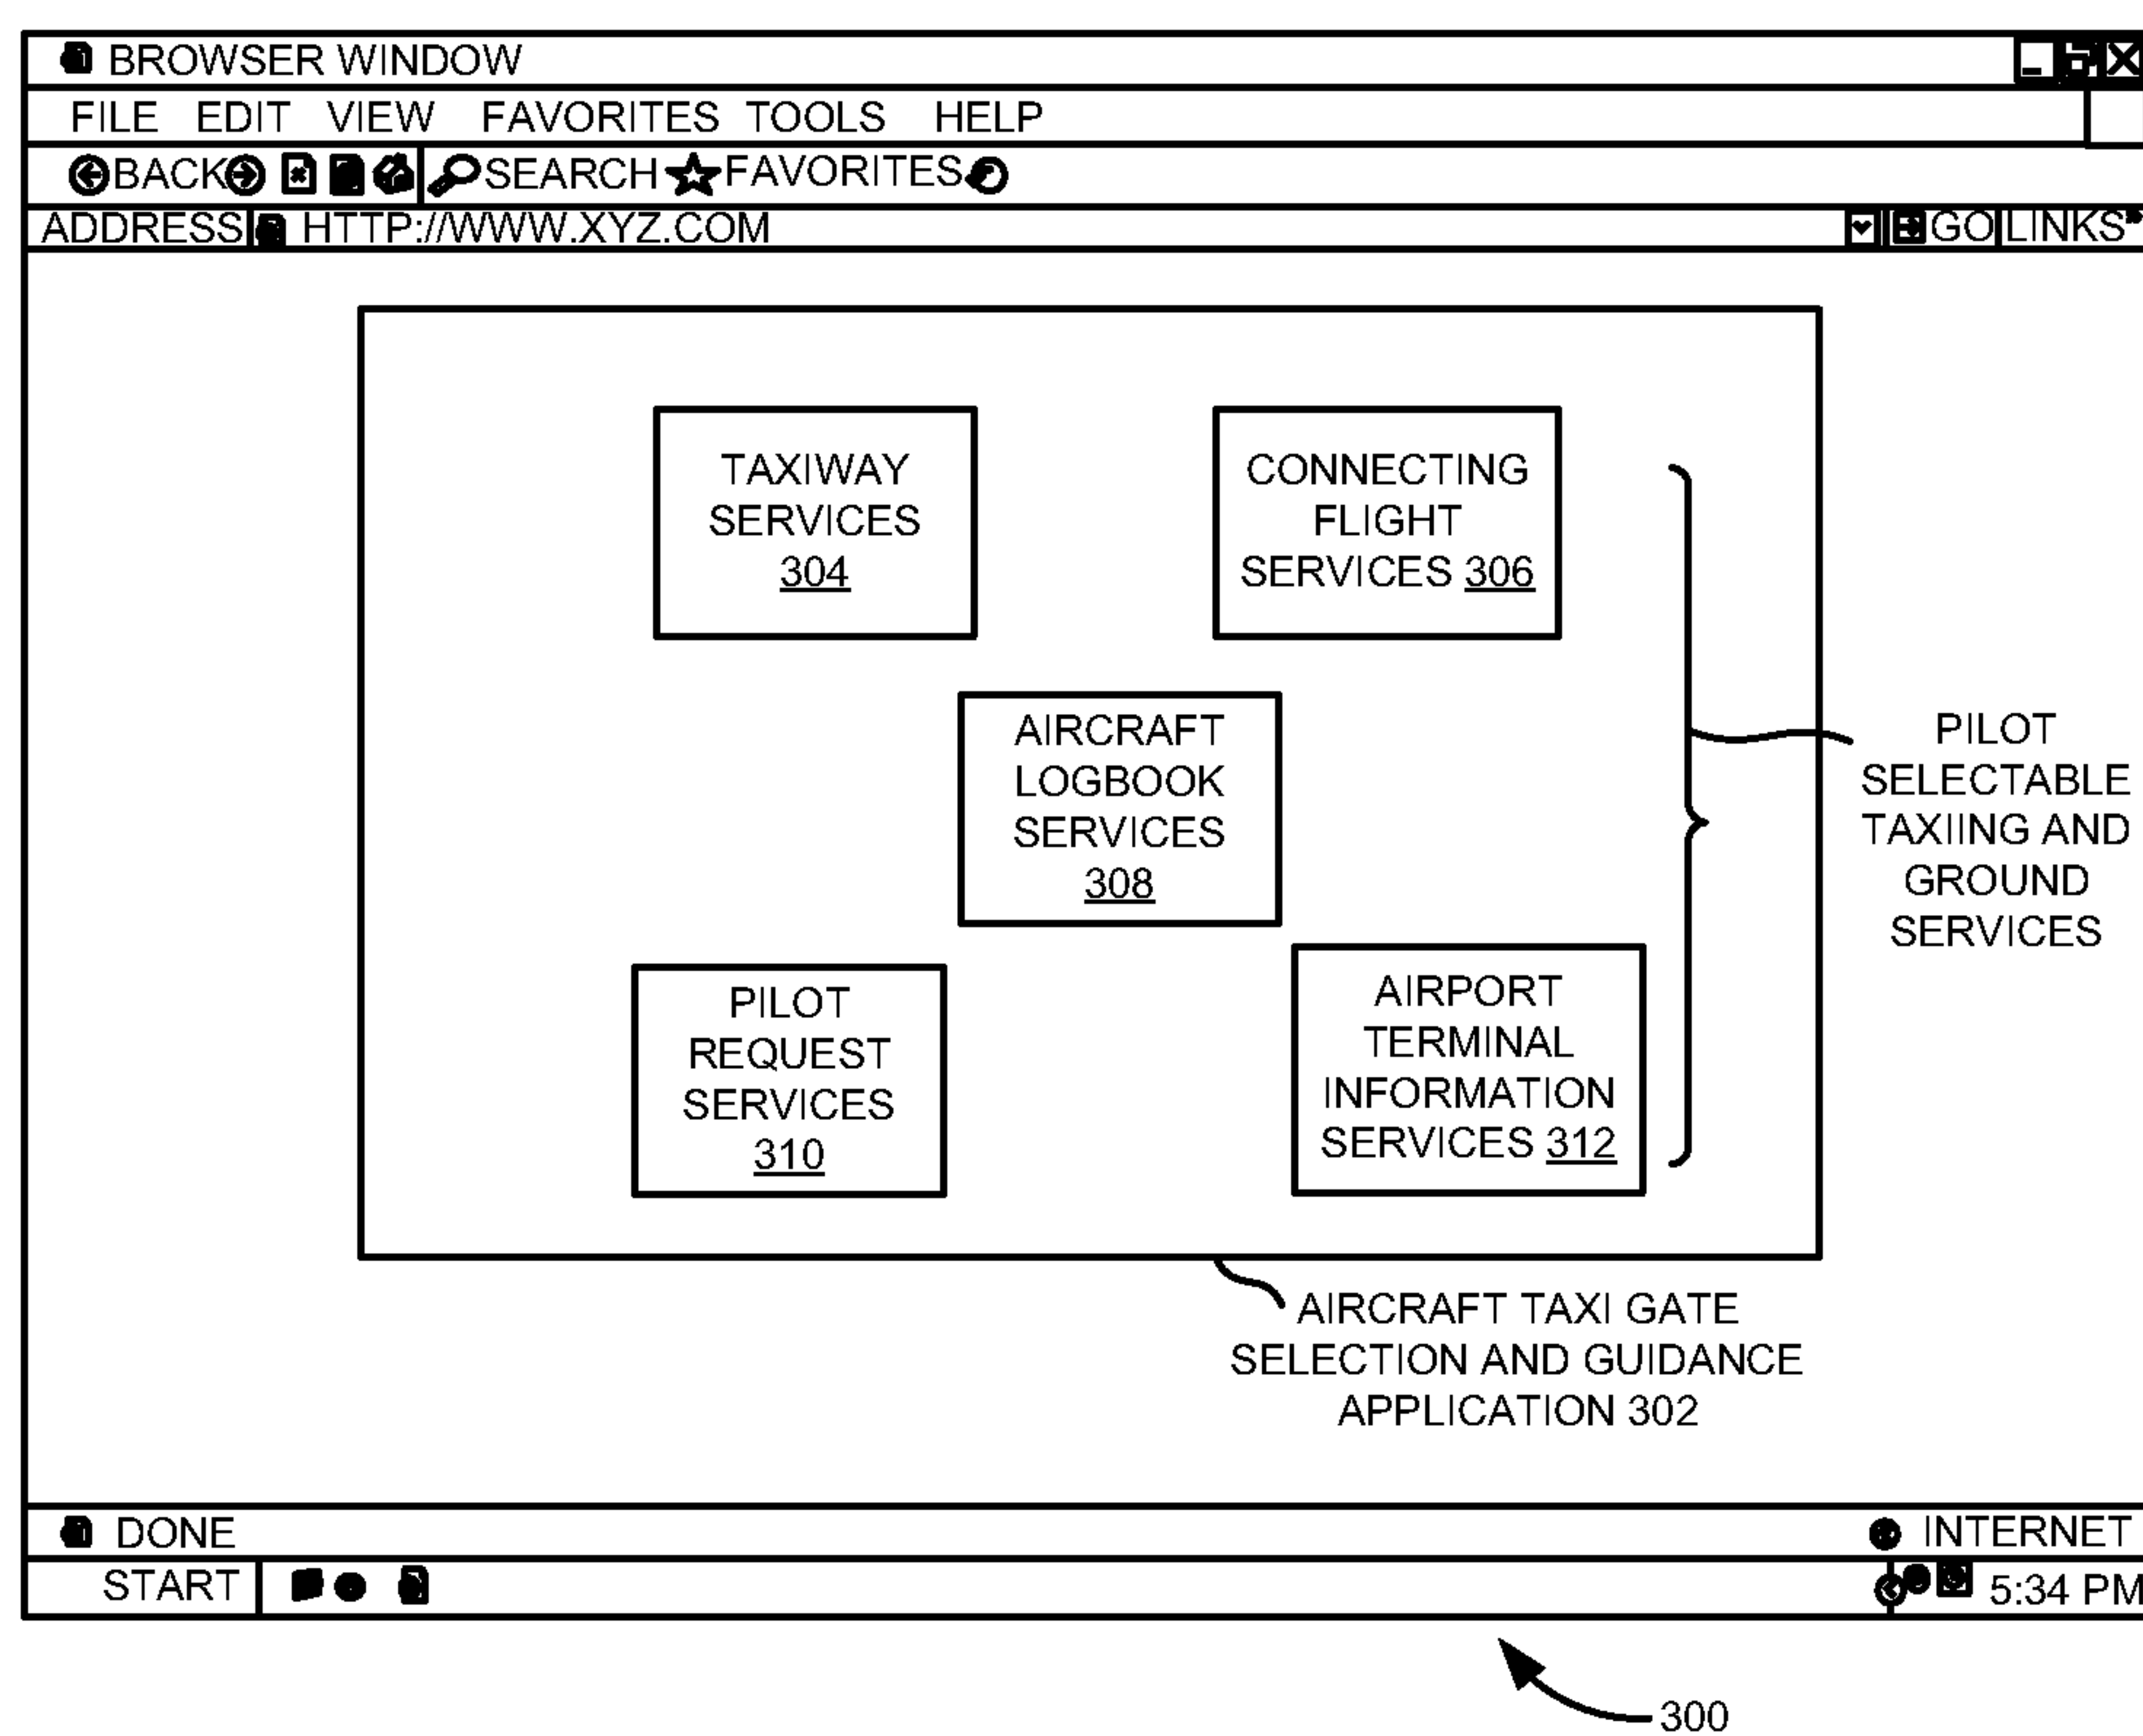 BROWSER WINDOW
FILE EDIT VIEW FAVORITES TOOLS HELP
BACK SEARCH FAVORITES
ADDRESS HTTP://WWW.XYZ.COM GO LINKS
TAXIWAY
SERVICES
304
CONNECTING
FLIGHT
SERVICES 306
AIRCRAFT
LOGBOOK
SERVICES
308
PILOT
REQUEST
SERVICES
310
AIRPORT
TERMINAL
INFORMATION
SERVICES 312
PILOT
SELECTABLE
TAXIING AND
GROUND
SERVICES
AIRCRAFT TAXI GATE
SELECTION AND GUIDANCE
APPLICATION 302
DONE INTERNET
START 5:34 PM
300